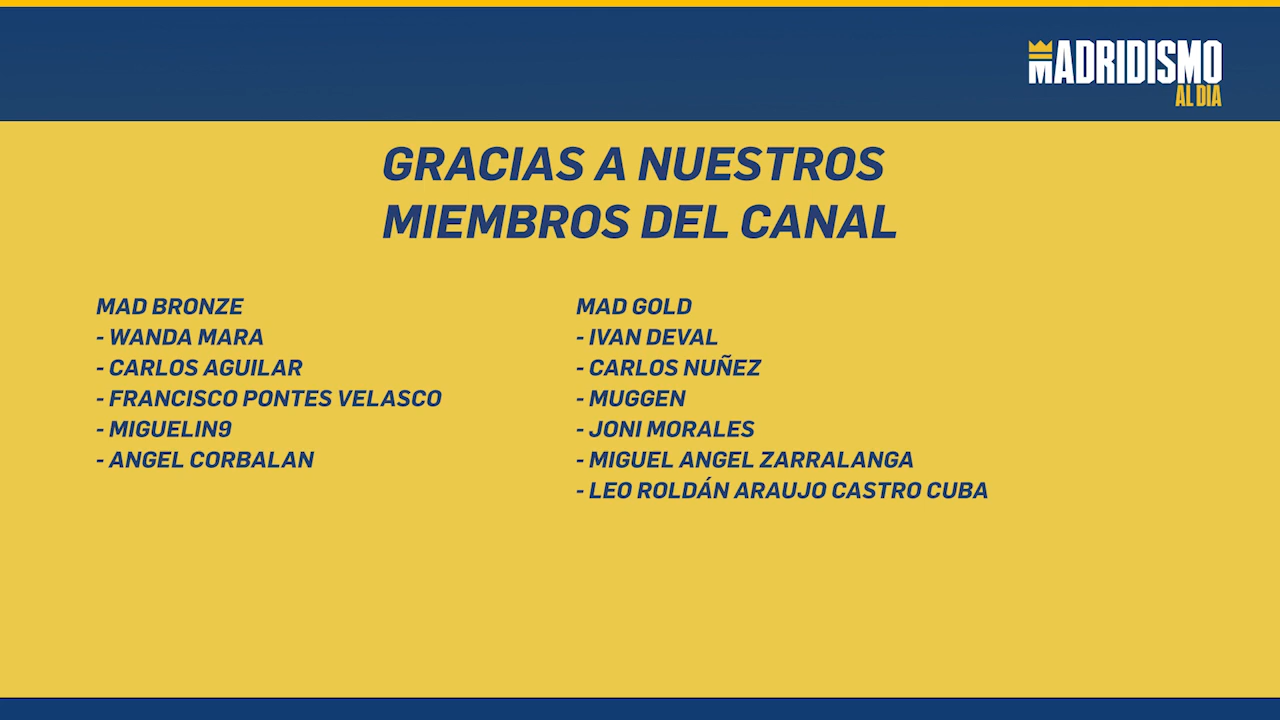 MADRIDISMO
AL DIA
GRACIAS A NUESTROS
MIEMBROS DEL CANAL
MAD BRONZE
- WANDA MARA
- CARLOS AGUILAR
- FRANCISCO PONTES VELASCO
- MIGUELIN9
- ANGEL CORBALAN
MAD GOLD
- IVAN DEVAL
- CARLOS NUÑEZ
- MUGGEN
- JONI MORALES
- MIGUEL ANGEL ZARRALANGA
- LEO ROLDÁN ARAUJO CASTRO CUBA